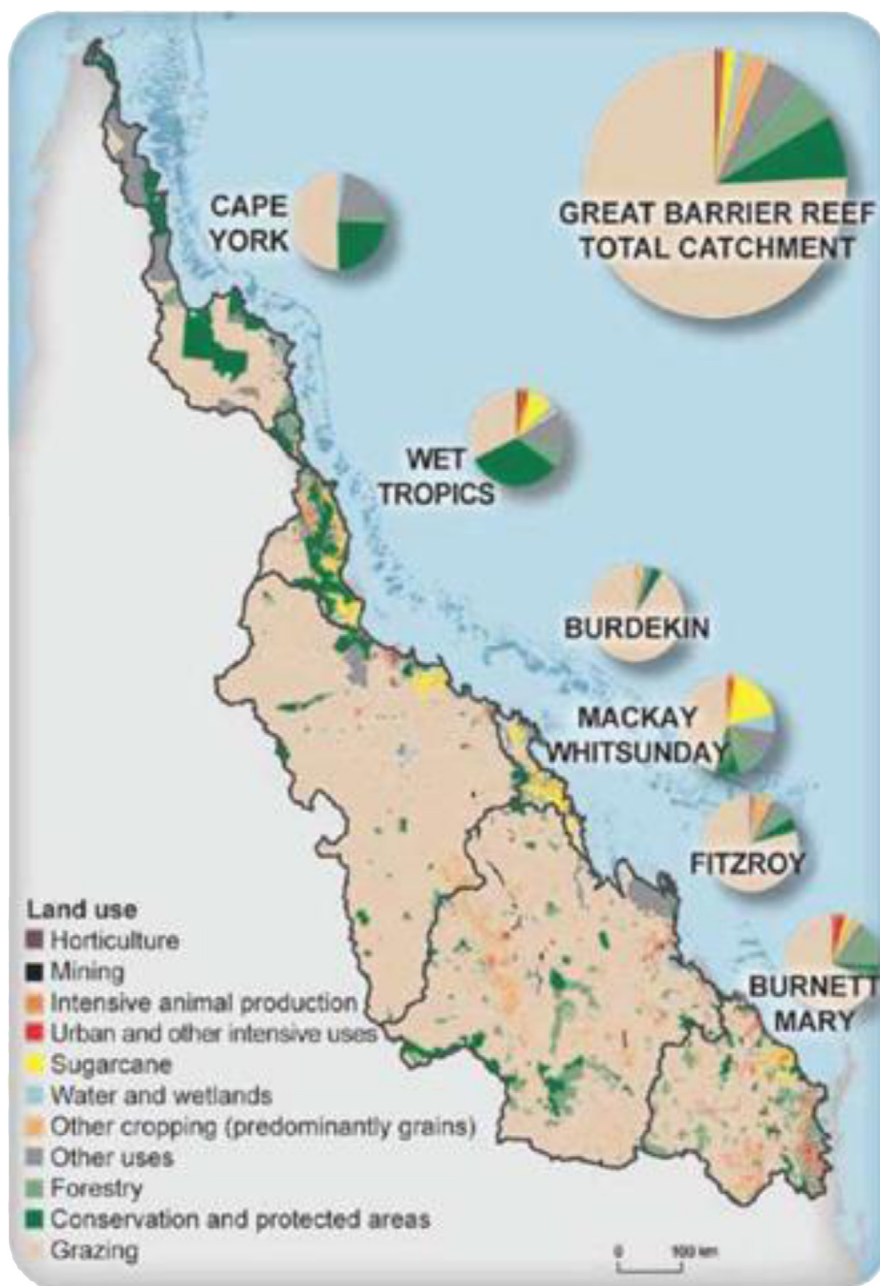 GREAT BARRIER REEF
TOTAL CATCHMENT
CAPE
YORK
WET
TROPICS
BURDEKIN
MACKAY
WHITSUNDAY
FITZROY
BURNETT
MARY
Land use
Horticulture
Mining
Intensive animal production
Urban and other intensive uses
Sugarcane
Water and wetlands
Other cropping (predominantly grains)
Other uses
Forestry
Conservation and protected areas
Grazing
0 100 km